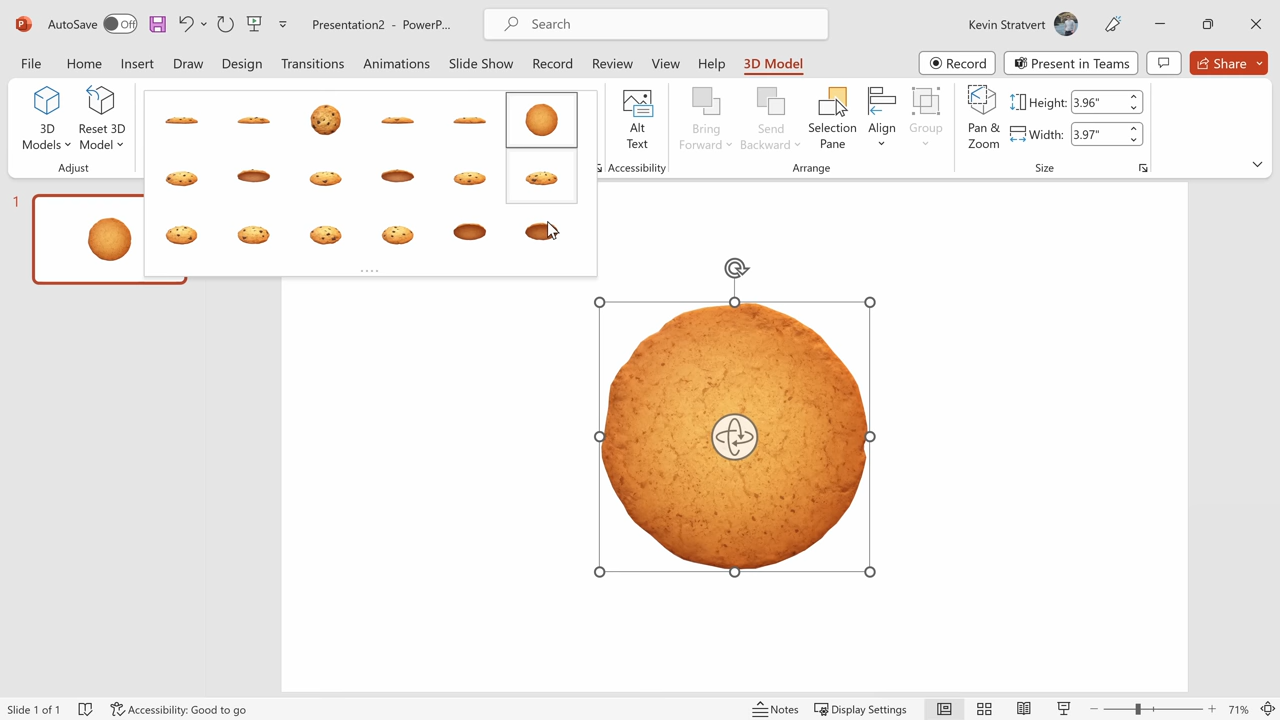 AutoSave Off Presentation2 - PowerP... Search Kevin Stratvert
File Home Insert Draw Design Transitions Animations Slide Show Record Review View Help 3D Model Record Present in Teams Share
3D Models
Reset 3D Model
Adjust
Alt Text
Accessibility
Bring Forward
Send Backward
Selection Pane
Align
Group
Arrange
Pan & Zoom
Height: 3.96"
Width: 3.97"
Size
1
Slide 1 of 1 Accessibility: Good to go Notes Display Settings 71%